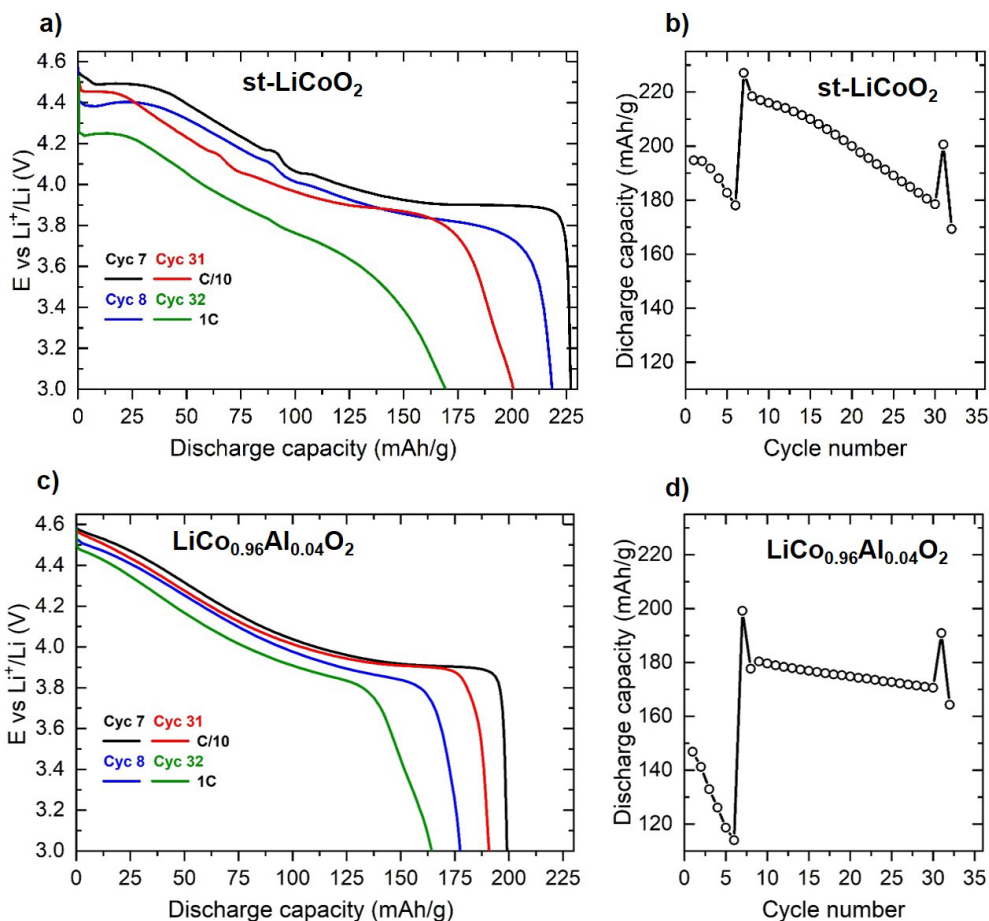 a)
st-LiCoO₂
4.6
4.4
4.2
4.0
3.8
3.6
3.4
3.2
3.0
E vs Li⁺/Li (V)
Cyc 7 Cyc 31
C/10
Cyc 8 Cyc 32
1C
0 25 50 75 100 125 150 175 200 225
Discharge capacity (mAh/g)
b)
st-LiCoO₂
220
200
180
160
140
120
Dicharge capacity (mAh/g)
0 5 10 15 20 25 30 35
Cycle number
c)
LiCo₀.₉₆Al₀.₀₄O₂
4.6
4.4
4.2
4.0
3.8
3.6
3.4
3.2
3.0
E vs Li⁺/Li (V)
Cyc 7 Cyc 31
C/10
Cyc 8 Cyc 32
1C
0 25 50 75 100 125 150 175 200 225
Discharge capacity (mAh/g)
d)
LiCo₀.₉₆Al₀.₀₄O₂
220
200
180
160
140
120
Discharge capacity (mAh/g)
0 5 10 15 20 25 30 35
Cycle number